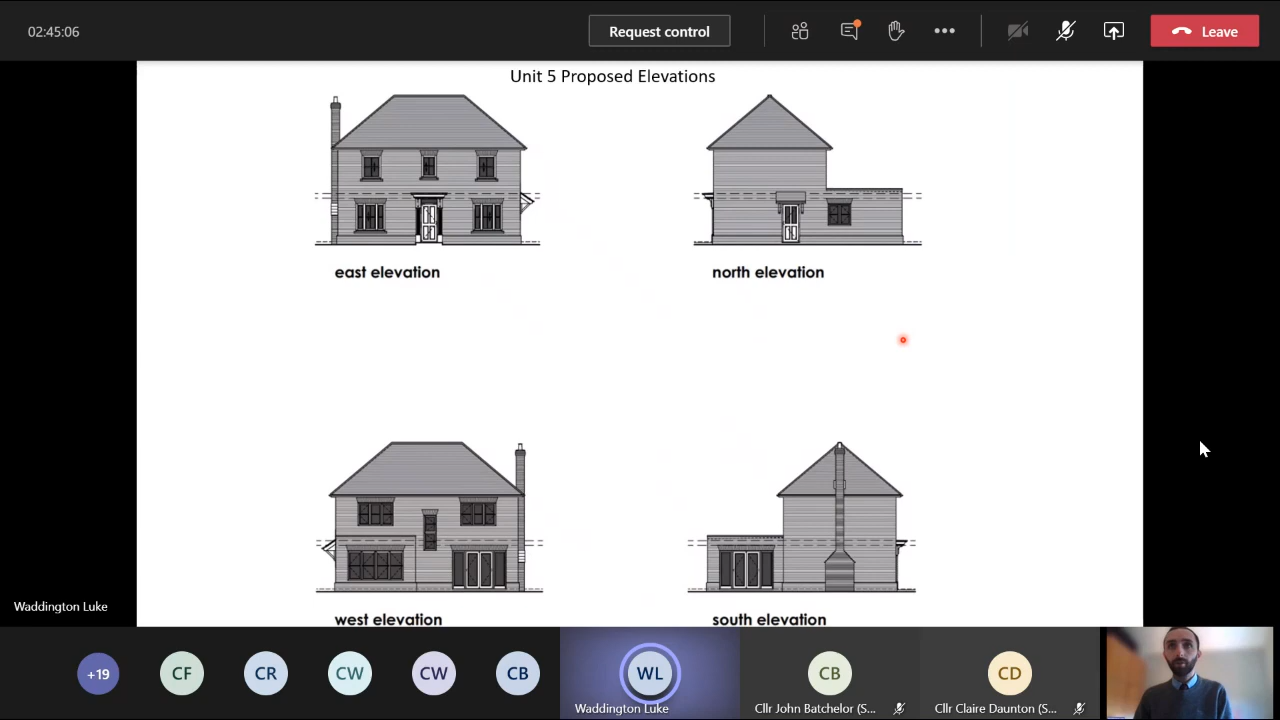 02:45:06
Request control
Leave
Unit 5 Proposed Elevations
east elevation
north elevation
west elevation
south elevation
Waddington Luke
+19
CF
CR
CW
CW
CB
WL
CB
CD
Waddington Luke
Cllr John Batchelor (S...
Cllr Claire Daunton (S...